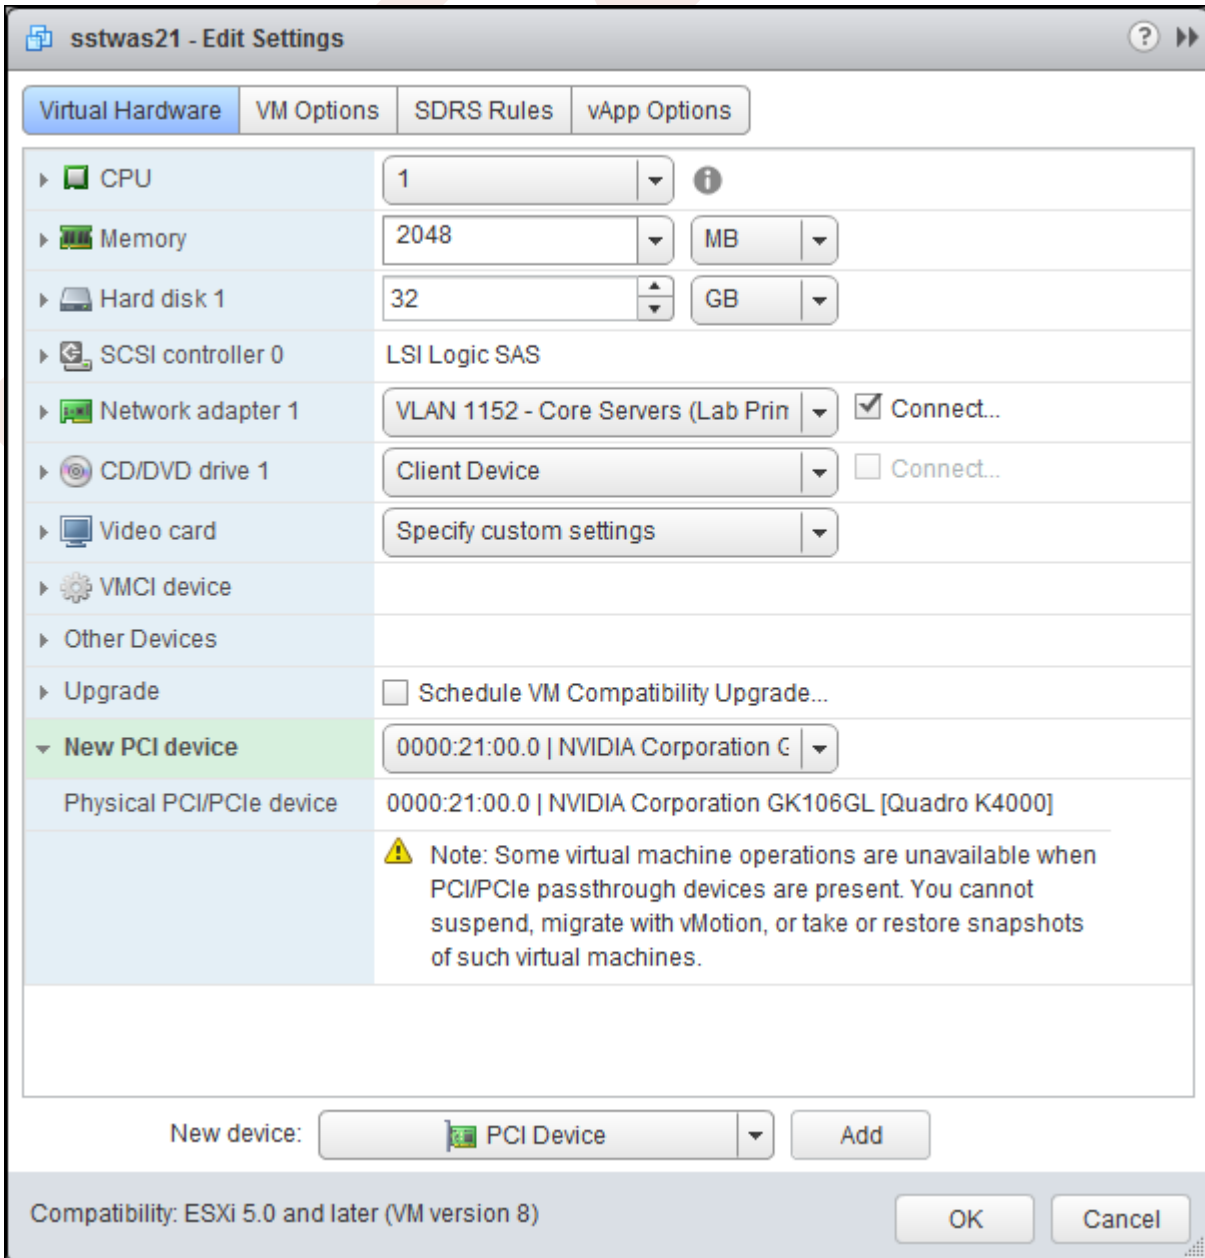 sstwas21 - Edit Settings
Virtual Hardware VM Options SDRS Rules vApp Options
CPU 1
Memory 2048 MB
Hard disk 1 32 GB
SCSI controller 0 LSI Logic SAS
Network adapter 1 VLAN 1152 - Core Servers (Lab Prin Connect...
CD/DVD drive 1 Client Device Connect...
Video card Specify custom settings
VMCI device
Other Devices
Upgrade Schedule VM Compatibility Upgrade...
New PCI device 0000:21:00.0 | NVIDIA Corporation G
Physical PCI/PCIe device 0000:21:00.0 | NVIDIA Corporation GK106GL [Quadro K4000]
Note: Some virtual machine operations are unavailable when
PCI/PCIe passthrough devices are present. You cannot
suspend, migrate with vMotion, or take or restore snapshots
of such virtual machines.
New device: PCI Device Add
Compatibility: ESXi 5.0 and later (VM version 8) OK Cancel